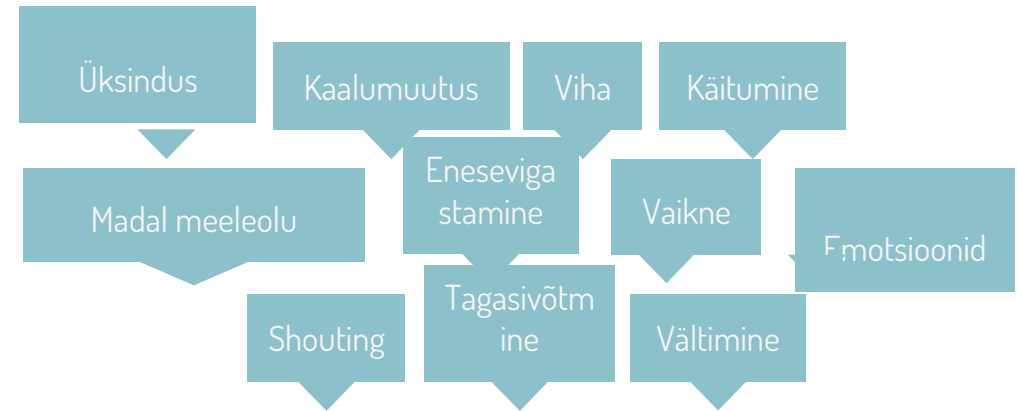 Üksindus
Kaalumuutus
Viha
Käitumine
Madal meeleolu
Eneseviga
stamine
Vaikne
Emotsioonid
Shouting
Tagasivõtm
ine
Vältimine